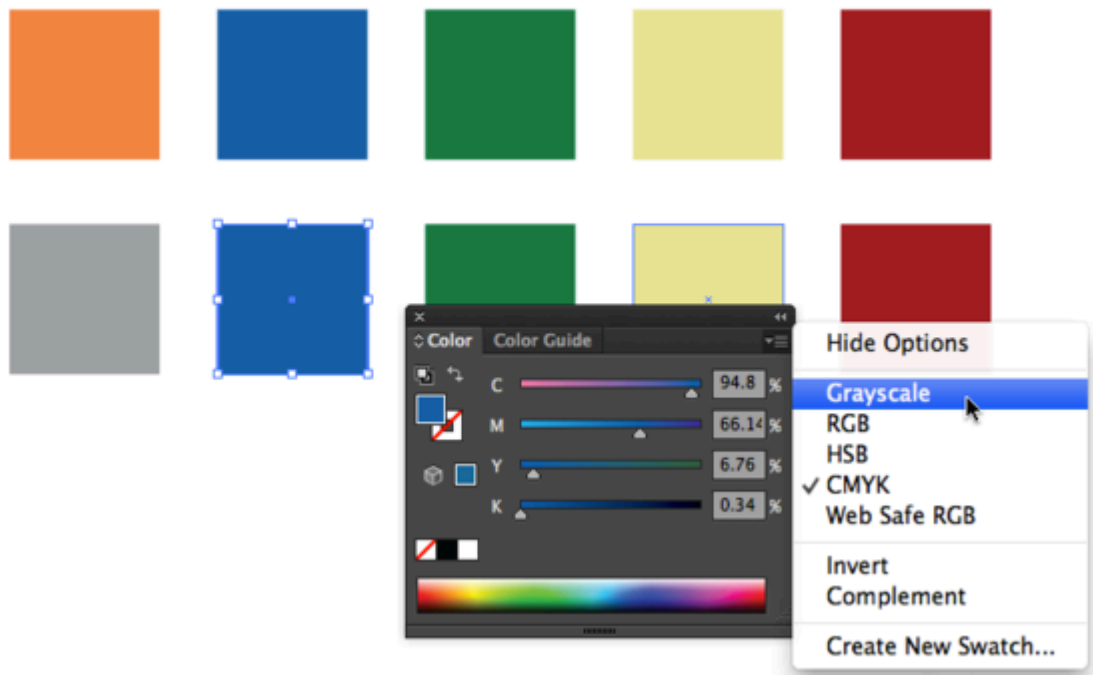 Color Color Guide
C 94.8 %
M 66.14 %
Y 6.76 %
K 0.34 %
Hide Options
Grayscale
RGB
HSB
✓ CMYK
Web Safe RGB
Invert
Complement
Create New Swatch...